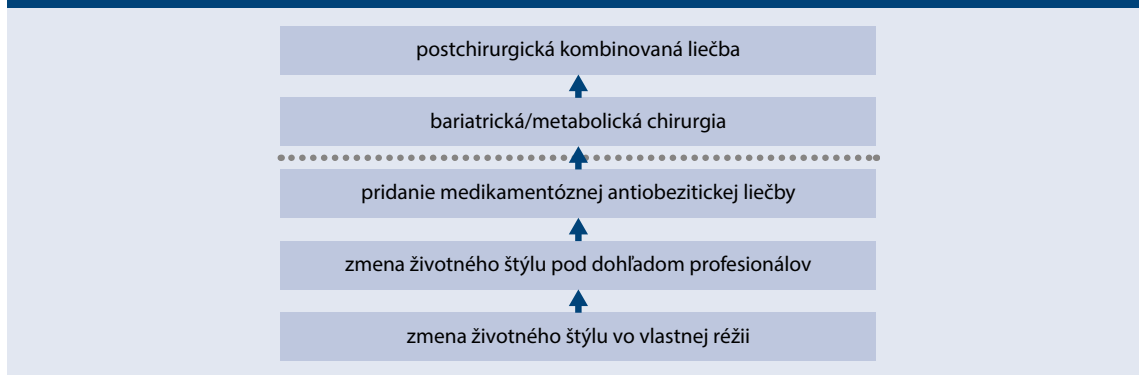 postchirurgická kombinovaná liečba
bariatrická/metabolická chirurgia
pridanie medikamentóznej antiobezitickej liečby
zmena životného štýlu pod dohľadom profesionálov
zmena životného štýlu vo vlastnej réžii